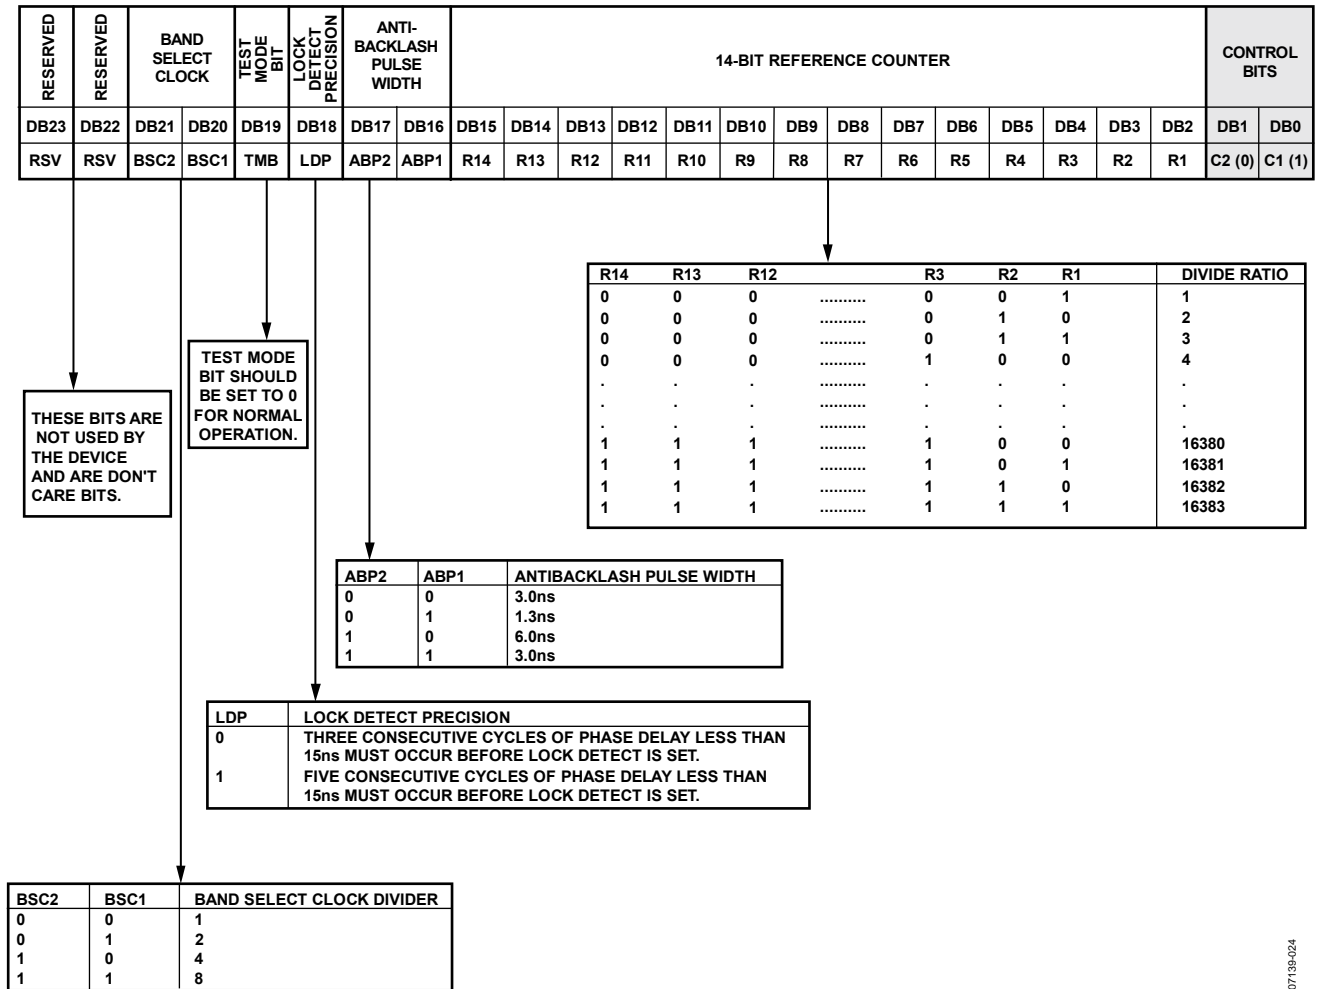 RESERVED
RESERVED
BAND
SELECT
CLOCK
TEST
MODE
BIT
LOCK
DETECT
PRECISION
ANTI-
BACKLASH
PULSE
WIDTH
14-BIT REFERENCE COUNTER
CONTROL
BITS
DB23 DB22 DB21 DB20 DB19 DB18 DB17 DB16 DB15 DB14 DB13 DB12 DB11 DB10 DB9 DB8 DB7 DB6 DB5 DB4 DB3 DB2 DB1 DB0
RSV RSV BSC2 BSC1 TMB LDP ABP2 ABP1 R14 R13 R12 R11 R10 R9 R8 R7 R6 R5 R4 R3 R2 R1 C2 (0) C1 (1)
R14 R13 R12 R3 R2 R1 DIVIDE RATIO
0 0 0 .......... 0 0 1 1
0 0 0 .......... 0 1 0 2
0 0 0 .......... 0 1 1 3
0 0 0 .......... 1 0 0 4
. . . .......... . . . .
. . . .......... . . . .
. . . .......... . . . .
1 1 1 .......... 1 0 0 16380
1 1 1 .......... 1 0 1 16381
1 1 1 .......... 1 1 0 16382
1 1 1 .......... 1 1 1 16383
TEST MODE
BIT SHOULD
BE SET TO 0
FOR NORMAL
OPERATION.
THESE BITS ARE
NOT USED BY
THE DEVICE
AND ARE DON'T
CARE BITS.
ABP2 ABP1 ANTIBACKLASH PULSE WIDTH
0 0 3.0ns
0 1 1.3ns
1 0 6.0ns
1 1 3.0ns
LDP LOCK DETECT PRECISION
0 THREE CONSECUTIVE CYCLES OF PHASE DELAY LESS THAN
15ns MUST OCCUR BEFORE LOCK DETECT IS SET.
1 FIVE CONSECUTIVE CYCLES OF PHASE DELAY LESS THAN
15ns MUST OCCUR BEFORE LOCK DETECT IS SET.
BSC2 BSC1 BAND SELECT CLOCK DIVIDER
0 0 1
0 1 2
1 0 4
1 1 8
07139-024